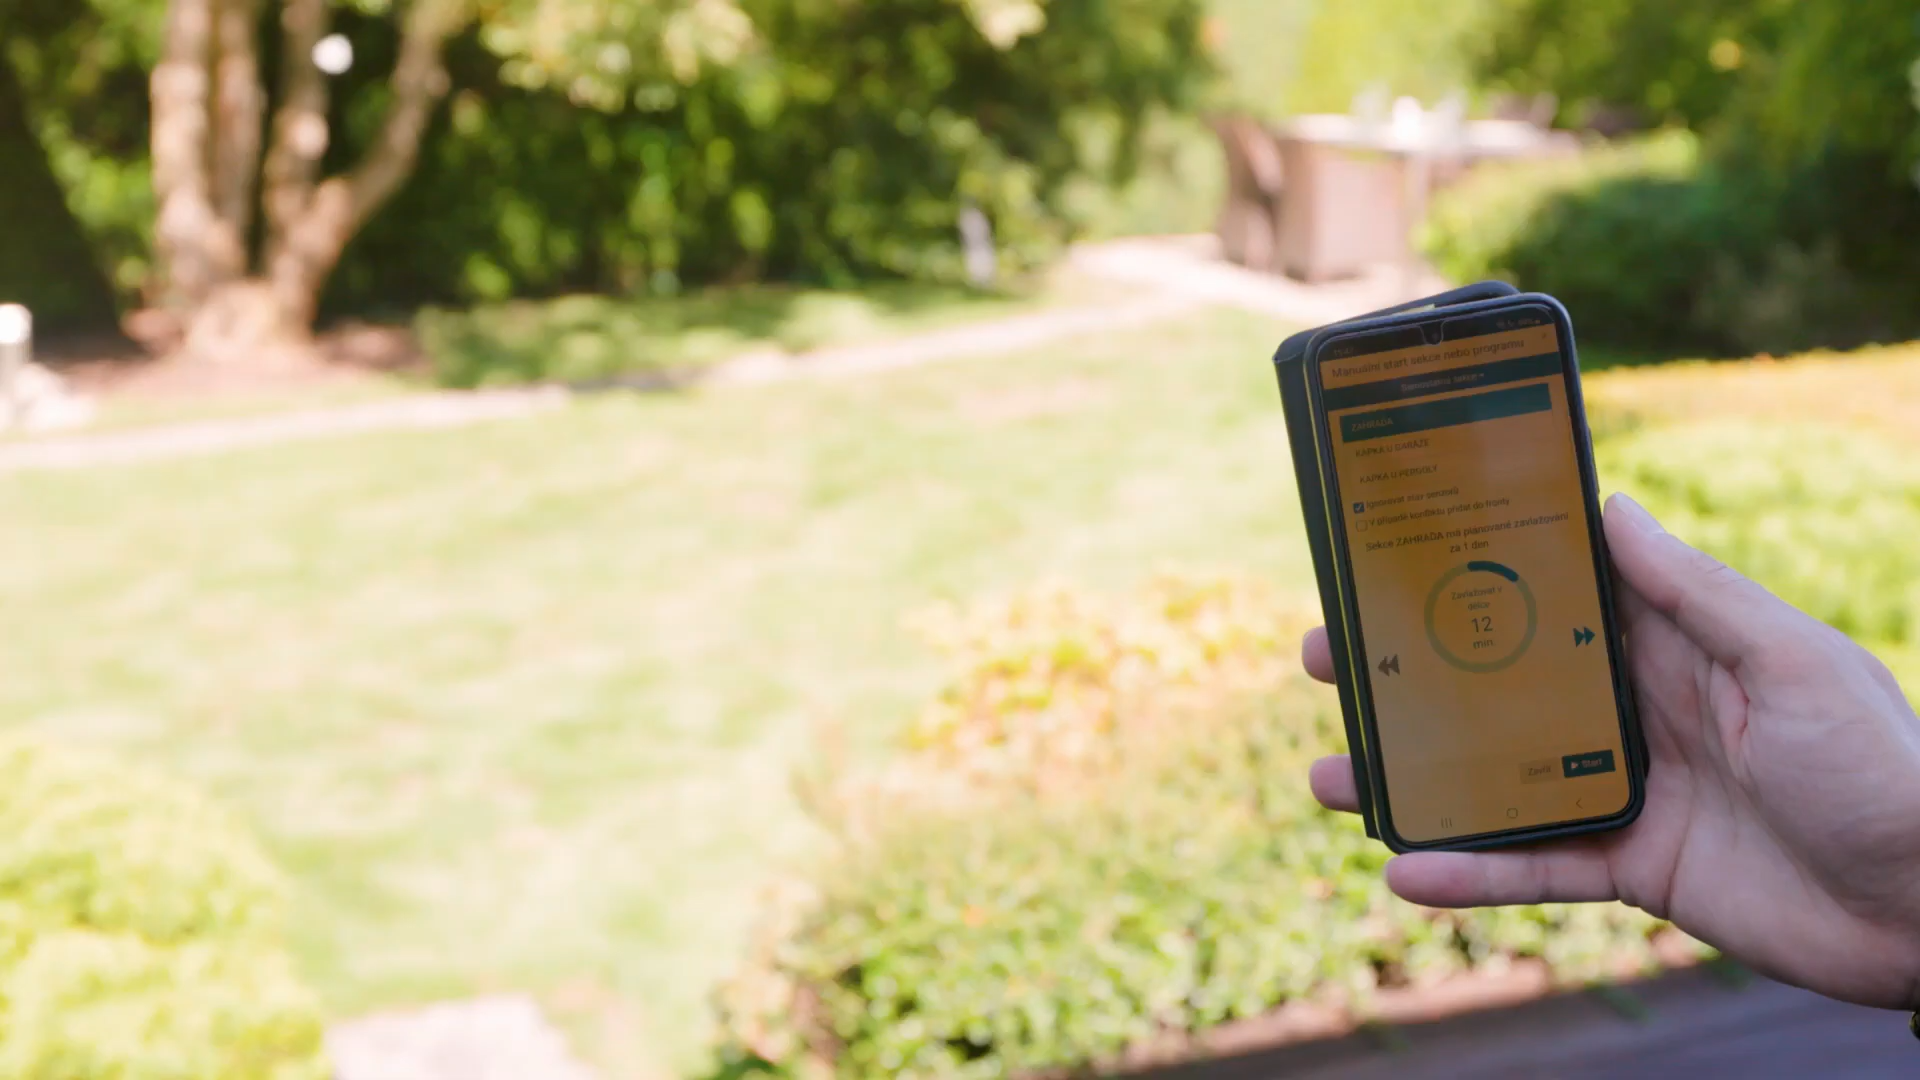 Manuální start sekce nebo programu
Samostatná sekce
ZAHRADA
KAPKA U GARÁŽE
KAPKA U PERGOLY
Ignorovat stav senzorů
V případě konfliktu přidat do fronty
Sekce ZAHRADA má plánované zavlažování
za 1 den
Zavlažovat v
délce
12
min.
Zavřít
Start